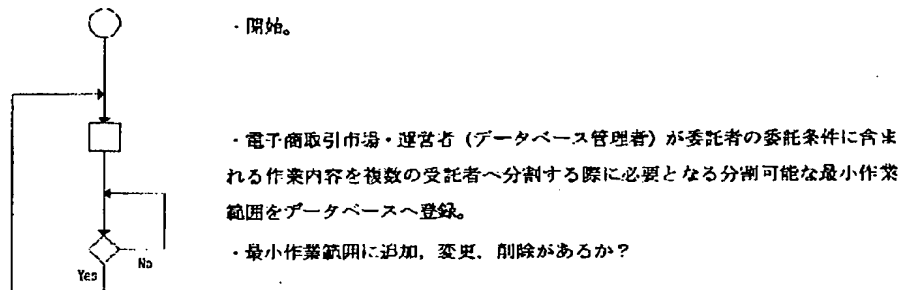 ・開始。
・電子商取引市場・運営者（データベース管理者）が委託者の委託条件に含ま
れる作業内容を複数の受託者へ分割する際に必要となる分割可能な最小作業
範囲をデータベースへ登録。
・最小作業範囲に追加，変更，削除があるか？
No
Yes